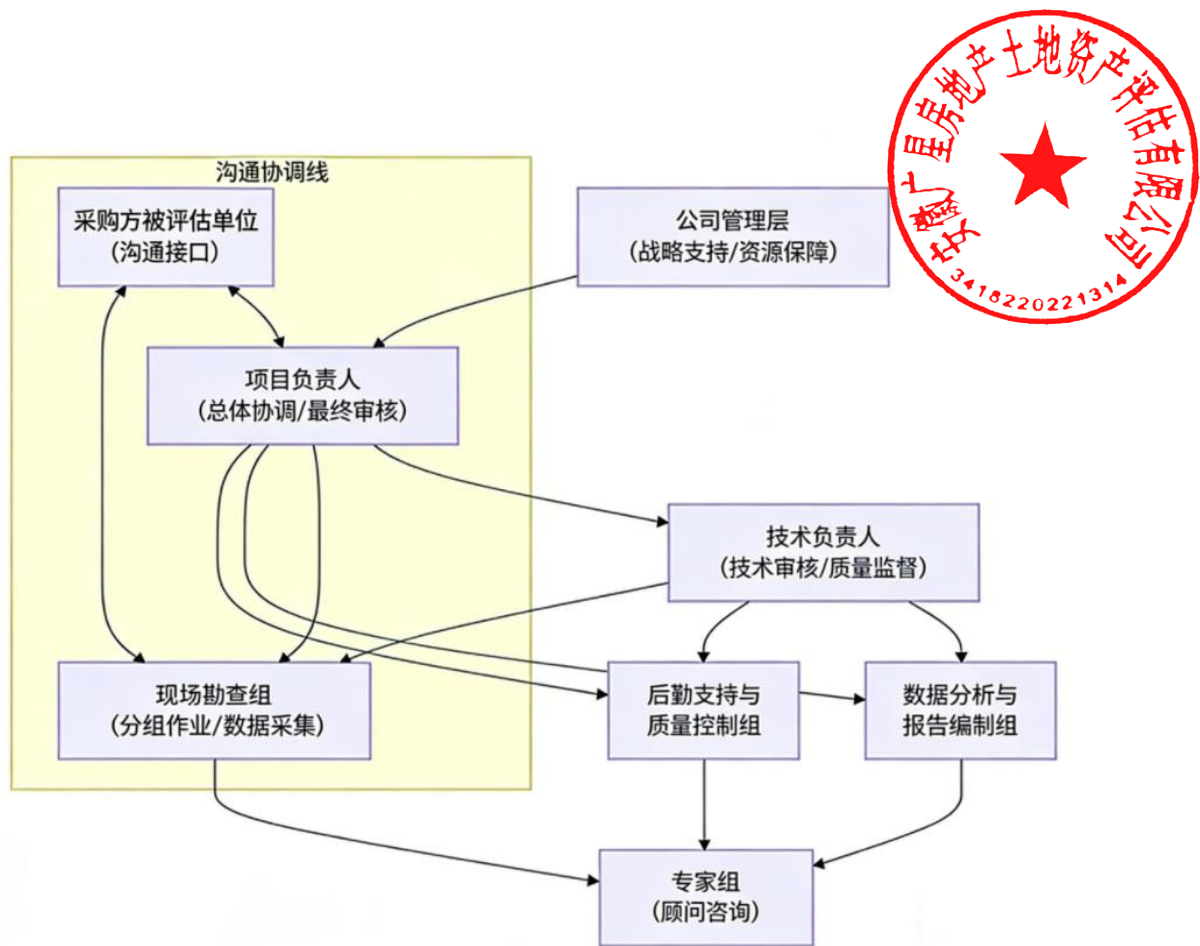 安徽广星房地产土地资产评估有限公司
3418220221314
沟通协调线
采购方被评估单位
（沟通接口）
公司管理层
（战略支持/资源保障）
项目负责人
（总体协调/最终审核）
技术负责人
（技术审核/质量监督）
现场勘查组
（分组作业/数据采集）
后勤支持与
质量控制组
数据分析与
报告编制组
专家组
（顾问咨询）